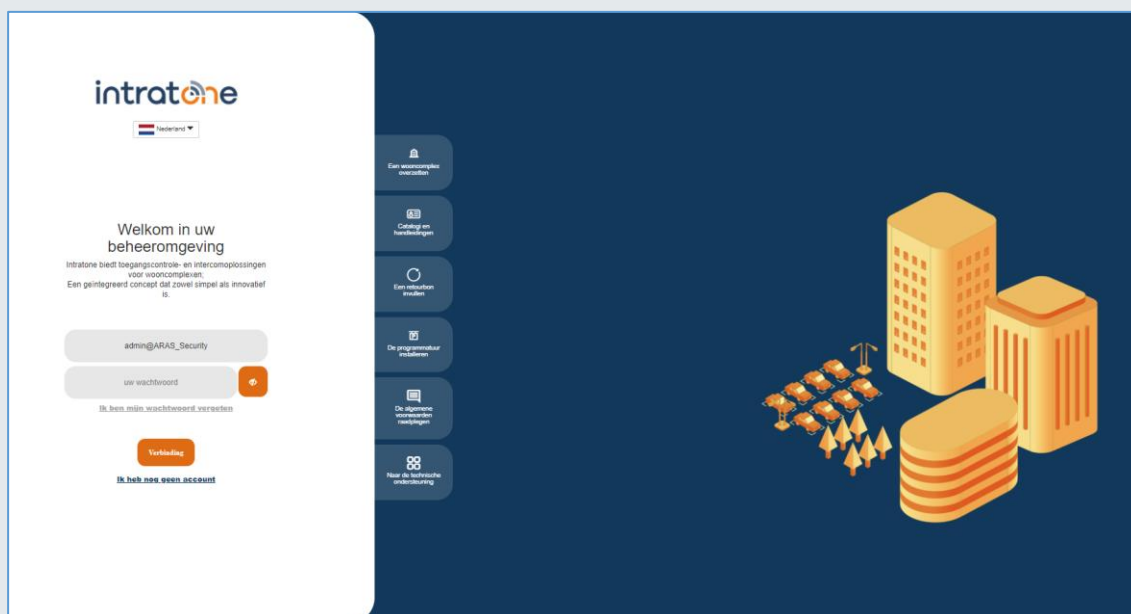 intratone
Nederland
Welkom in uw
beheeromgeving
Intratone biedt toegangscontrole- en intercomoplossingen
voor wooncomplexen;
Een geïntegreerd concept dat zowel simpel als innovatief
is.
admin@ARAS_Security
uw wachtwoord
Ik ben mijn wachtwoord vergeten
Verbinding
Ik heb nog geen account
Een wooncomplex
overzetten
Catalogi en
handleidingen
Een retourbon
invullen
De programmatuur
installeren
De algemene
voorwaarden
raadplegen
Naar de technische
ondersteuning